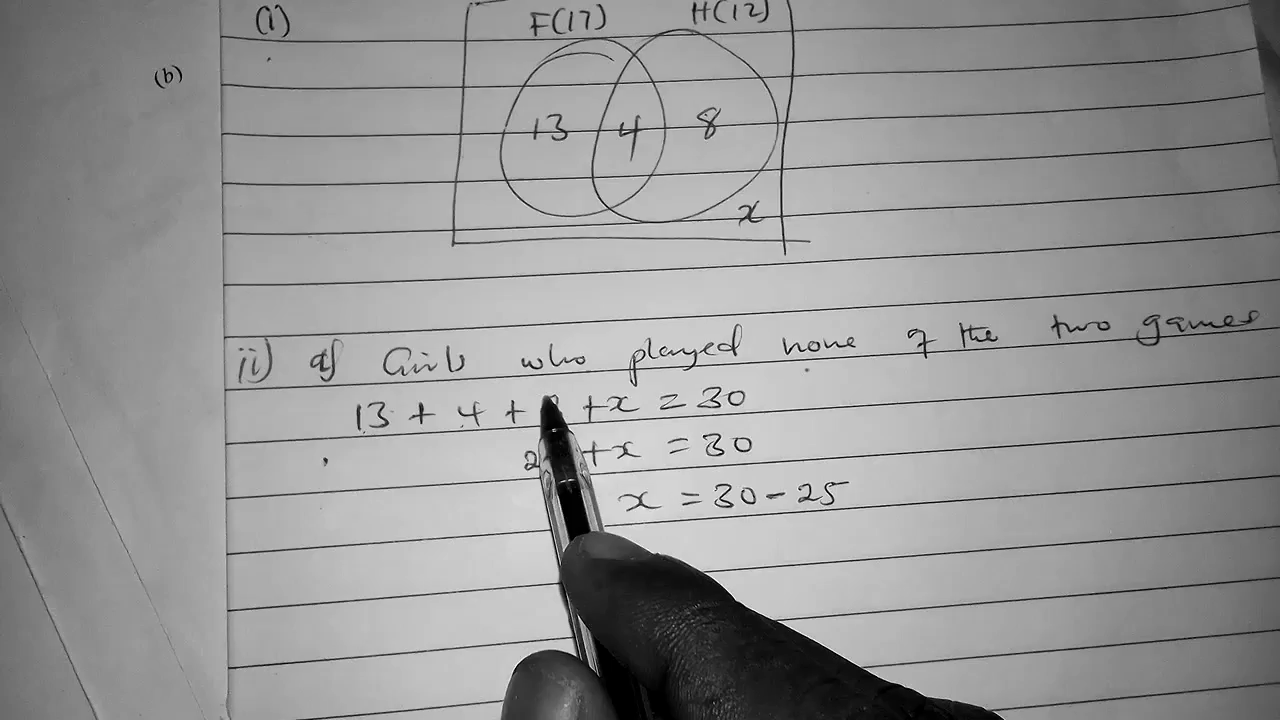 (i)
F(17) H(12)
(b)
13 4 8
x
ii) of Girls who played none of the two games
13 + 4 + + x = 30
2 + x = 30
x = 30 - 25